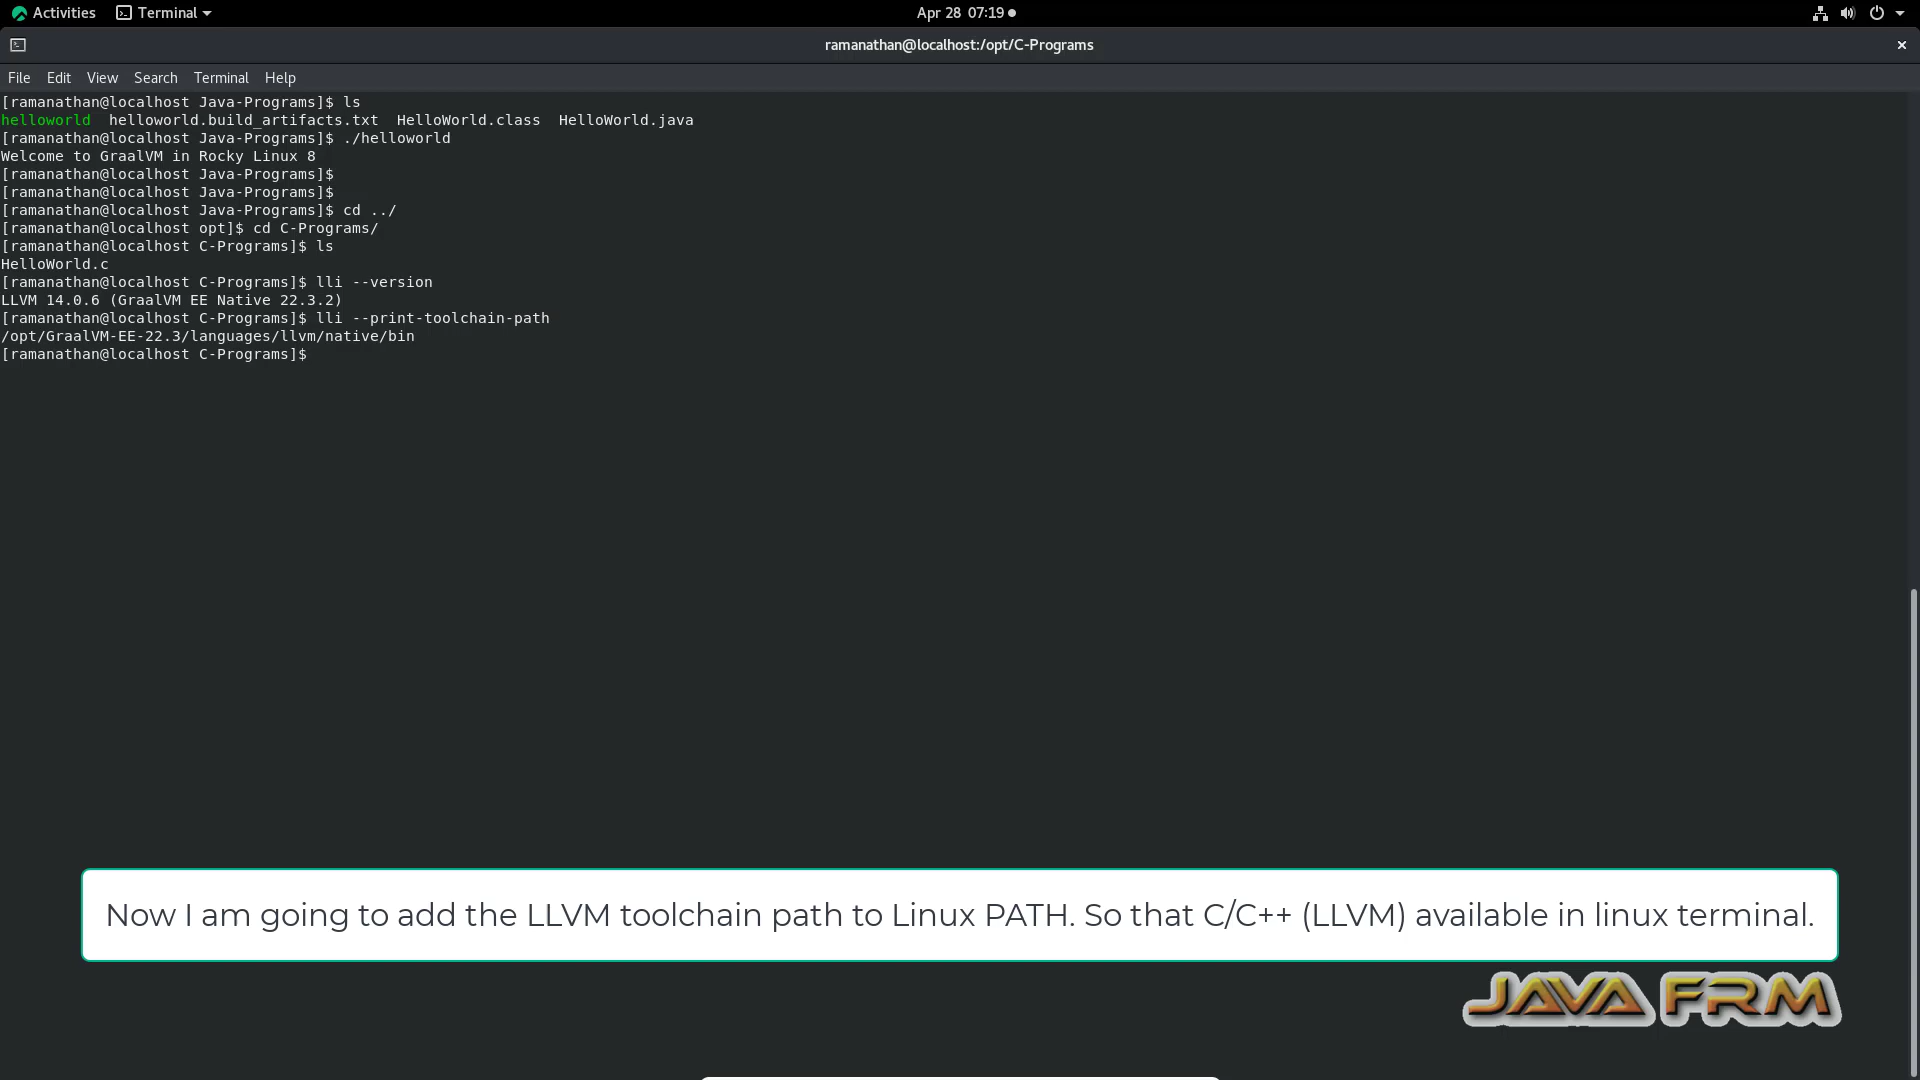 Activities Terminal Apr 28 07:19
ramanathan@localhost:/opt/C-Programs
File Edit View Search Terminal Help
[ramanathan@localhost Java-Programs]$ ls
helloworld  helloworld.build_artifacts.txt  HelloWorld.class  HelloWorld.java
[ramanathan@localhost Java-Programs]$ ./helloworld
Welcome to GraalVM in Rocky Linux 8
[ramanathan@localhost Java-Programs]$
[ramanathan@localhost Java-Programs]$
[ramanathan@localhost Java-Programs]$ cd ../
[ramanathan@localhost opt]$ cd C-Programs/
[ramanathan@localhost C-Programs]$ ls
HelloWorld.c
[ramanathan@localhost C-Programs]$ lli --version
LLVM 14.0.6 (GraalVM EE Native 22.3.2)
[ramanathan@localhost C-Programs]$ lli --print-toolchain-path
/opt/GraalVM-EE-22.3/languages/llvm/native/bin
[ramanathan@localhost C-Programs]$
Now I am going to add the LLVM toolchain path to Linux PATH. So that C/C++ (LLVM) available in linux terminal.
JAVA FRM